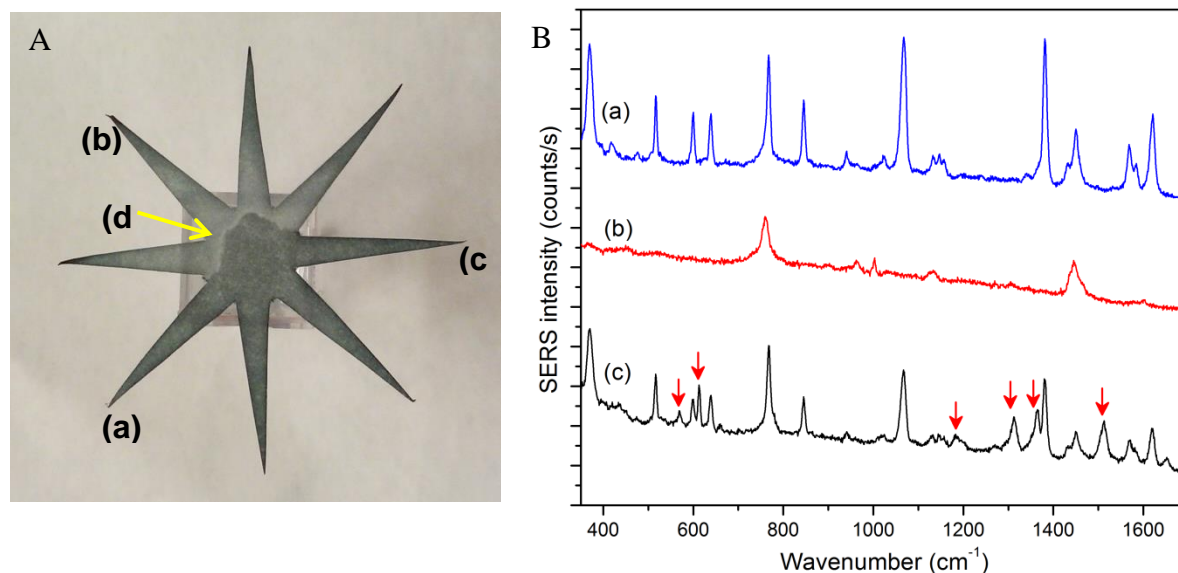 A
(b)
(d
(c
(a)
B
(a)
(b)
(c)
SERS intensity (counts/s)
400 600 800 1000 1200 1400 1600
Wavenumber (cm⁻¹)